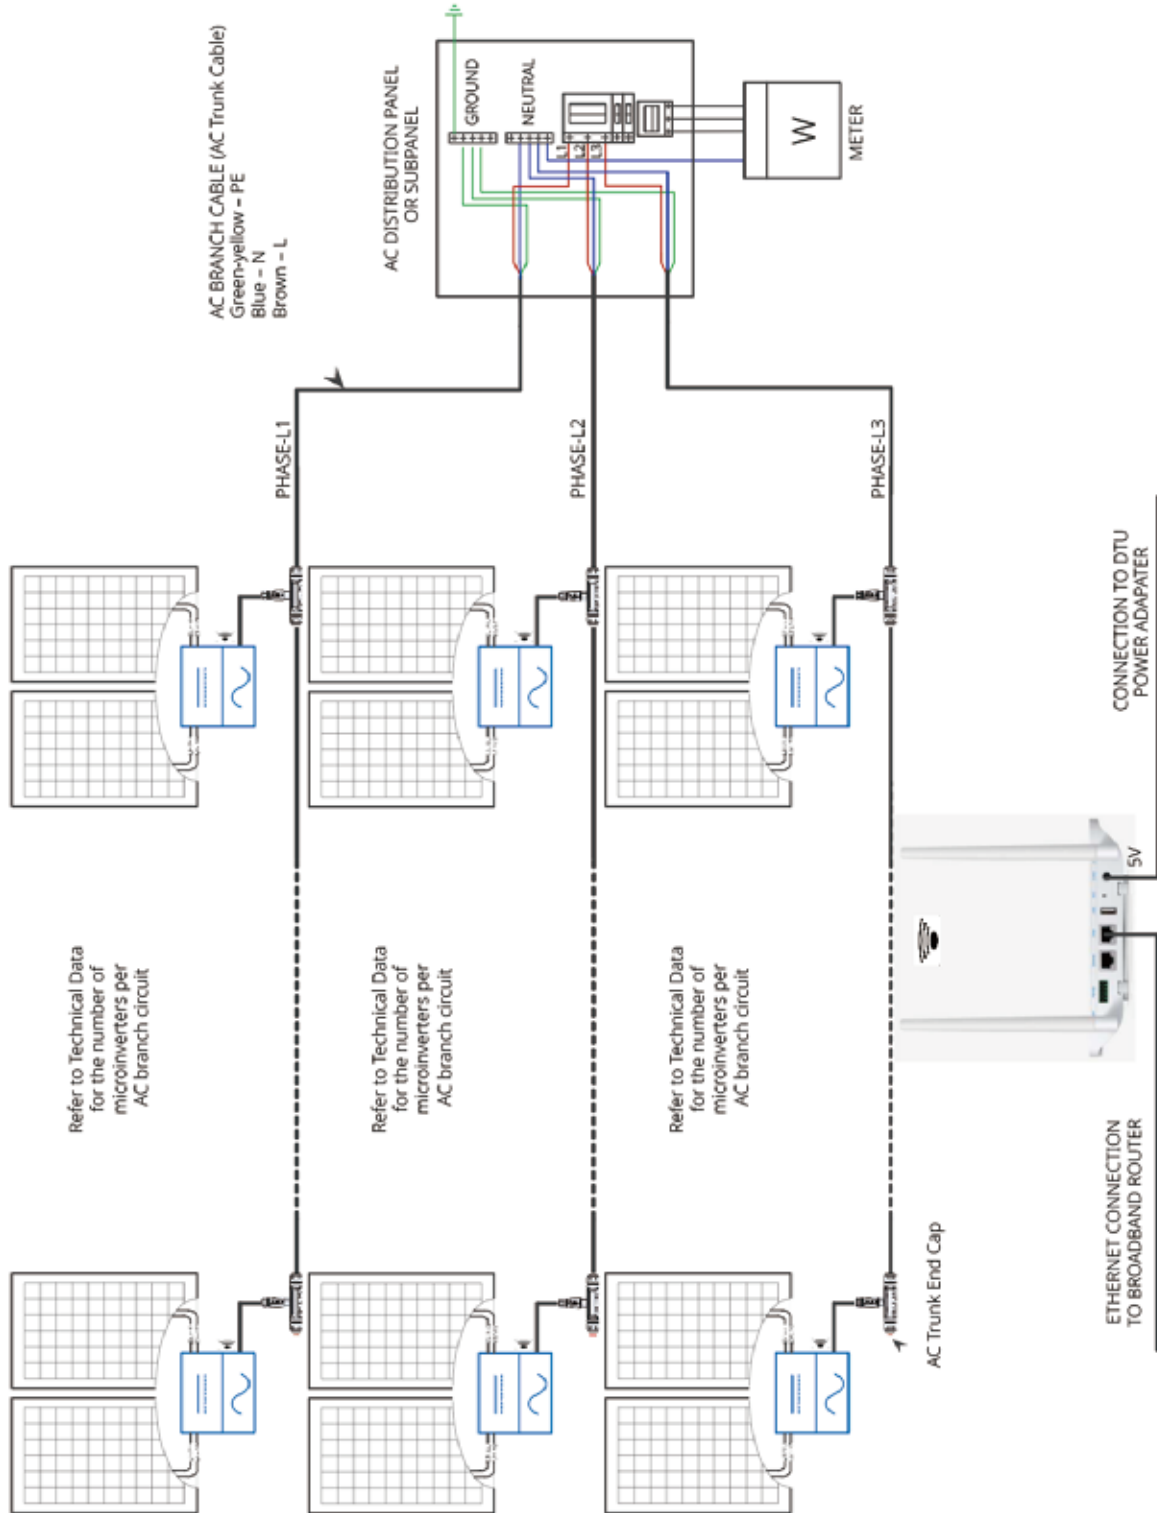 AC BRANCH CABLE (AC Trunk Cable)
Green-yellow – PE
Blue – N
Brown – L
AC DISTRIBUTION PANEL
OR SUBPANEL
GROUND
NEUTRAL
L1
L2
L3
W
METER
PHASE-L1
PHASE-L2
PHASE-L3
Refer to Technical Data
for the number of
microinverters per
AC branch circuit
Refer to Technical Data
for the number of
microinverters per
AC branch circuit
Refer to Technical Data
for the number of
microinverters per
AC branch circuit
AC Trunk End Cap
5V
CONNECTION TO DTU
POWER ADAPATER
ETHERNET CONNECTION
TO BROADBAND ROUTER